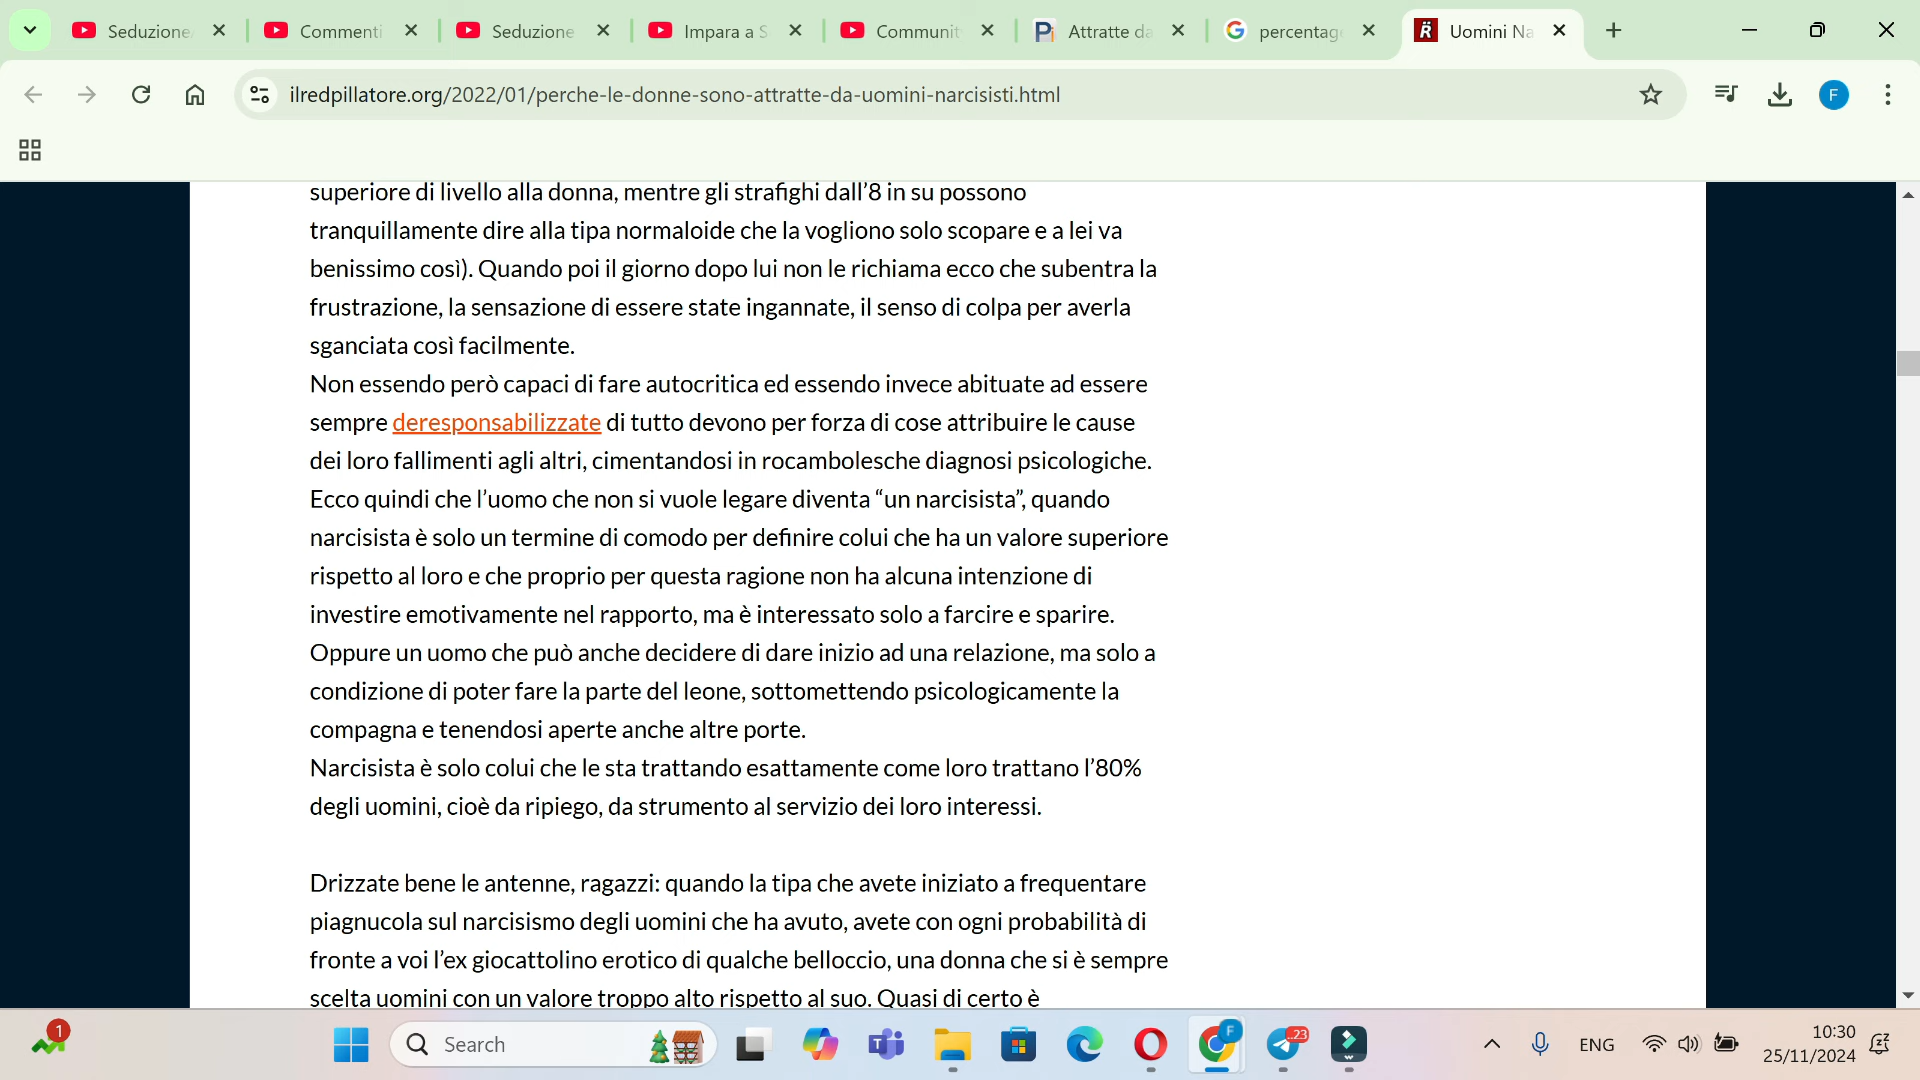 Seduzione
Commenti
Seduzione
Impara a S
Communit
Attratte da
percentag
Uomini Na
ilredpillatore.org/2022/01/perche-le-donne-sono-attratte-da-uomini-narcisisti.html
F
superiore di livello alla donna, mentre gli strafighi dall’8 in su possono
tranquillamente dire alla tipa normaloide che la vogliono solo scopare e a lei va
benissimo così). Quando poi il giorno dopo lui non le richiama ecco che subentra la
frustrazione, la sensazione di essere state ingannate, il senso di colpa per averla
sganciata così facilmente.
Non essendo però capaci di fare autocritica ed essendo invece abituate ad essere
sempre deresponsabilizzate di tutto devono per forza di cose attribuire le cause
dei loro fallimenti agli altri, cimentandosi in rocambolesche diagnosi psicologiche.
Ecco quindi che l’uomo che non si vuole legare diventa “un narcisista”, quando
narcisista è solo un termine di comodo per definire colui che ha un valore superiore
rispetto al loro e che proprio per questa ragione non ha alcuna intenzione di
investire emotivamente nel rapporto, ma è interessato solo a farcire e sparire.
Oppure un uomo che può anche decidere di dare inizio ad una relazione, ma solo a
condizione di poter fare la parte del leone, sottomettendo psicologicamente la
compagna e tenendosi aperte anche altre porte.
Narcisista è solo colui che le sta trattando esattamente come loro trattano l’80%
degli uomini, cioè da ripiego, da strumento al servizio dei loro interessi.
Drizzate bene le antenne, ragazzi: quando la tipa che avete iniziato a frequentare
piagnucola sul narcisismo degli uomini che ha avuto, avete con ogni probabilità di
fronte a voi l’ex giocattolino erotico di qualche belloccio, una donna che si è sempre
scelta uomini con un valore troppo alto rispetto al suo. Quasi di certo è
1
Search
T
F
..23
ENG
10:30
25/11/2024